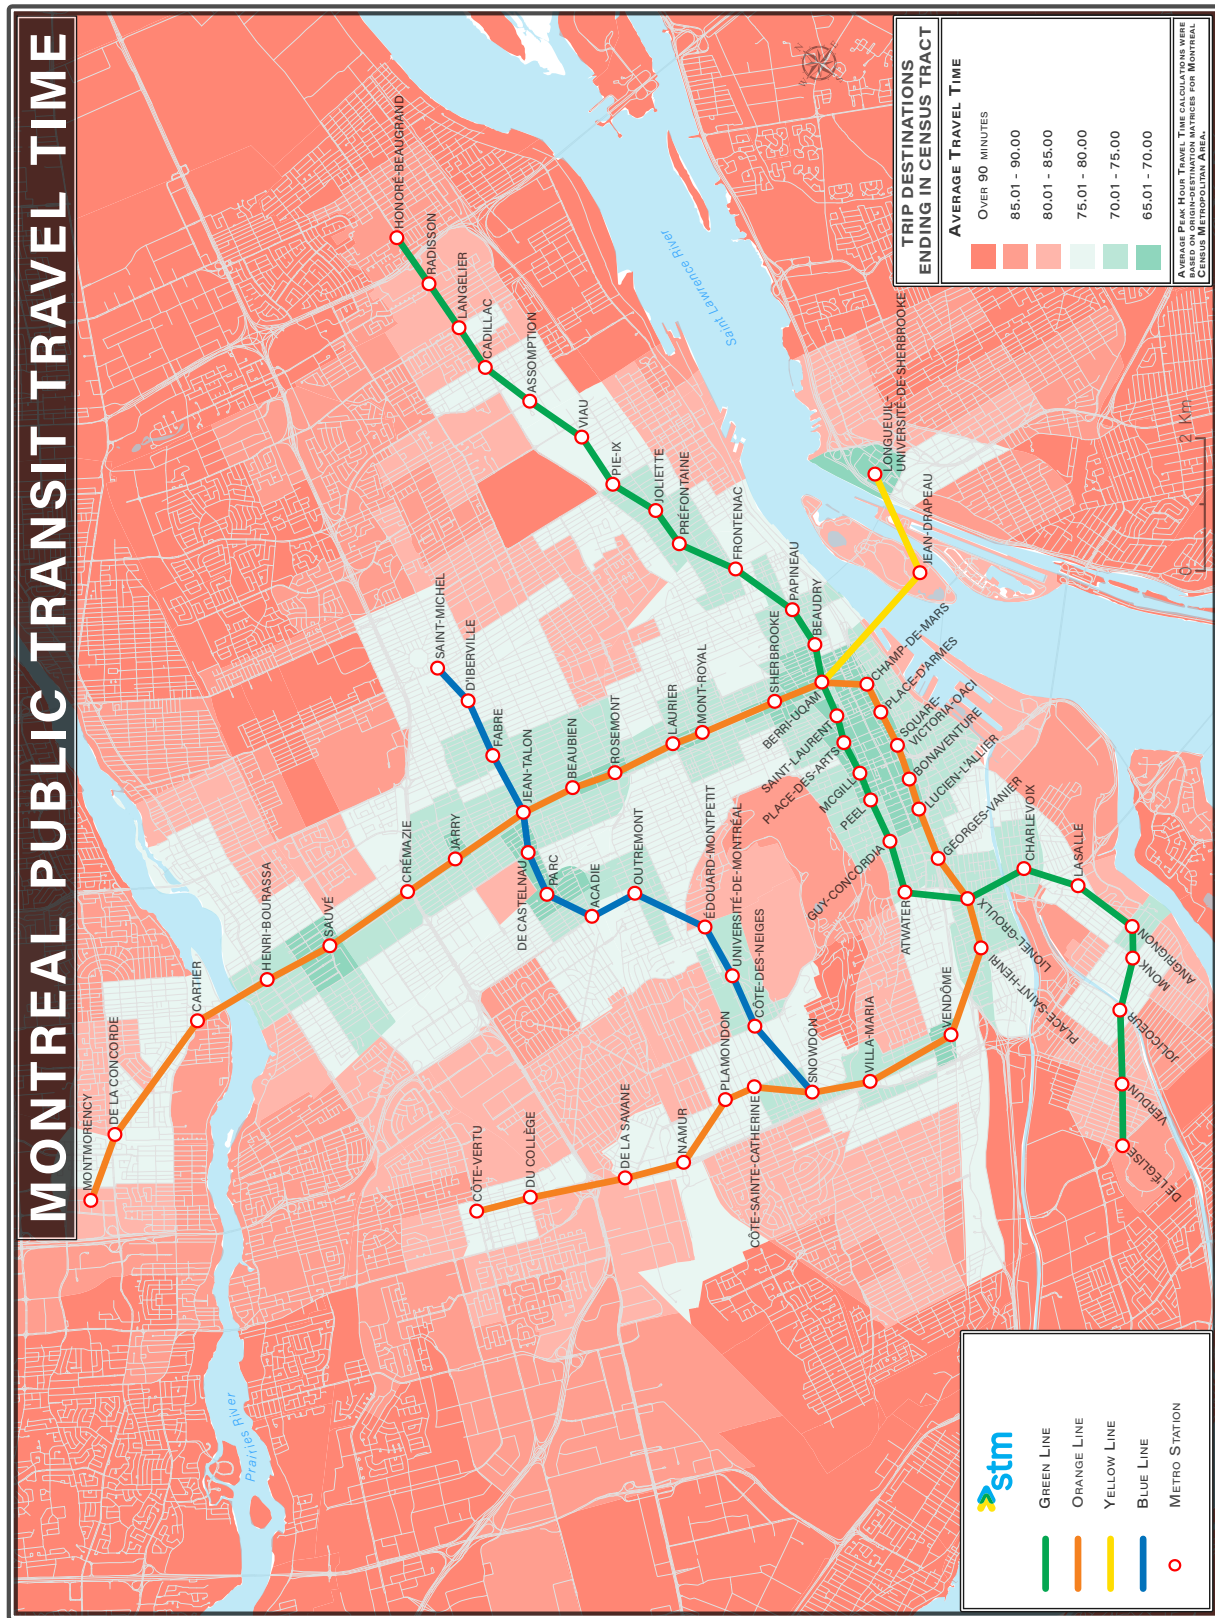 MONTREAL PUBLIC TRANSIT TRAVEL TIME
MONTMORENCY
DE LA CONCORDE
CARTIER
HENRI-BOURASSA
SAUVÉ
CRÉMAZIE
JARRY
JEAN-TALON
BEAUBIEN
ROSEMONT
LAURIER
MONT-ROYAL
SHERBROOKE
BERRI-UQAM
CHAMP-DE-MARS
PLACE-D'ARMES
SQUARE-
VICTORIA-OACI
BONAVENTURE
LUCIEN-L'ALLIER
GEORGES-VANIER
LIONEL-GROULX
PLACE-SAINT-HENRI
VENDÔME
VILLA-MARIA
SNOWDON
CÔTE-SAINTE-CATHERINE
PLAMONDON
NAMUR
DE LA SAVANE
DU COLLÈGE
CÔTE-VERTU
SAINT-MICHEL
D'IBERVILLE
FABRE
DE CASTELNAU
PARC
ACADIE
OUTREMONT
ÉDOUARD-MONTPETIT
UNIVERSITÉ-DE-MONTRÉAL
CÔTE-DES-NEIGES
HONORÉ-BEAUGRAND
RADISSON
LANGELIER
CADILLAC
ASSOMPTION
VIAU
PIE-IX
JOLIETTE
PRÉFONTAINE
FRONTENAC
PAPINEAU
BEAUDRY
SAINT-LAURENT
PLACE-DES-ARTS
MCGILL
PEEL
GUY-CONCORDIA
ATWATER
CHARLEVOIX
LASALLE
ANGRIGNON
MONK
JOLICOEUR
VERDUN
DE L'ÉGLISE
JEAN-DRAPEAU
LONGUEUIL-
UNIVERSITÉ-DE-SHERBROOKE
Prairies River
Saint Lawrence River
0 2 Km
TRIP DESTINATIONS
ENDING IN CENSUS TRACT
AVERAGE TRAVEL TIME
OVER 90 MINUTES
85.01 - 90.00
80.01 - 85.00
75.01 - 80.00
70.01 - 75.00
65.01 - 70.00
AVERAGE PEAK HOUR TRAVEL TIME CALCULATIONS WERE
BASED ON ORIGIN-DESTINATION MATRICES FOR MONTREAL
CENSUS METROPOLITAN AREA.
stm
GREEN LINE
ORANGE LINE
YELLOW LINE
BLUE LINE
METRO STATION